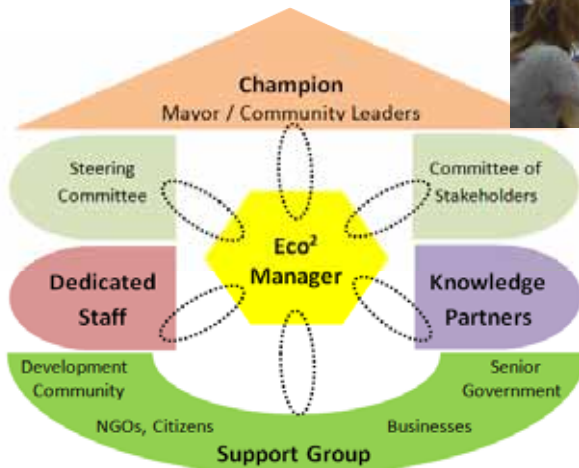 Champion
Mayor / Community Leaders
Steering
Committee
Committee of
Stakeholders
Eco²
Manager
Dedicated
Staff
Knowledge
Partners
Development
Community
Senior
Government
NGOs, Citizens
Businesses
Support Group